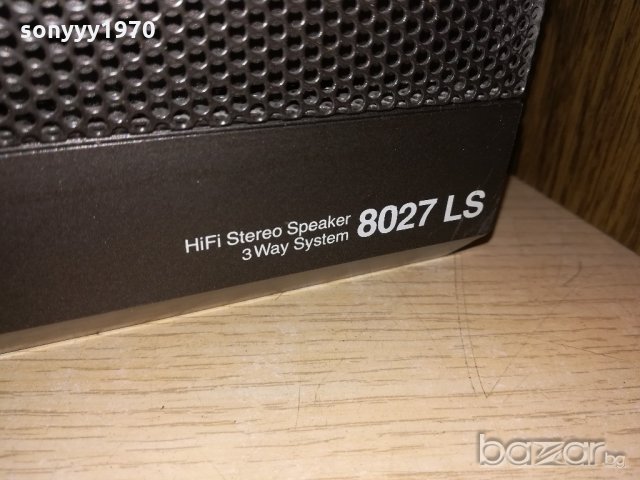 sonyyy1970
HiFi Stereo Speaker
3 Way System
8027 LS
bazar.bg